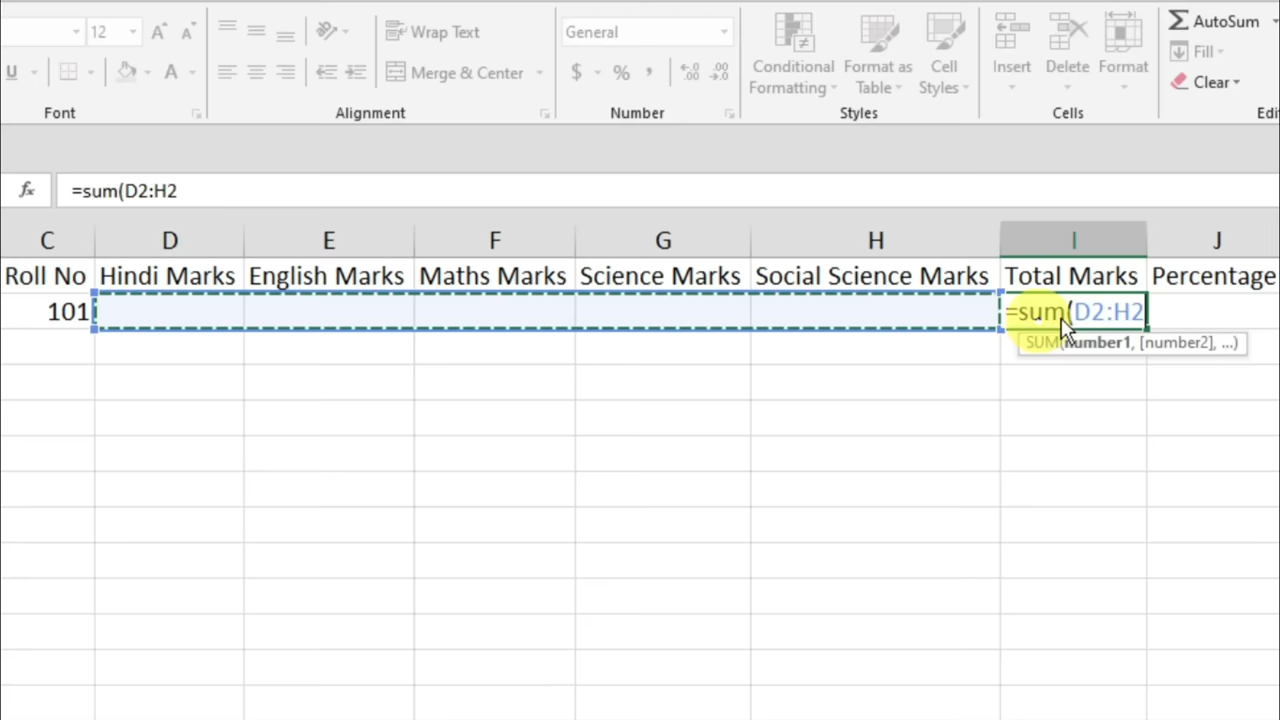 12 A A Wrap Text General AutoSum
U A Merge & Center $ % , .00 Conditional Formatting Format as Table Cell Styles Insert Delete Format Fill
Clear
Font Alignment Number Styles Cells Edi
fx =sum(D2:H2
C D E F G H I J
Roll No Hindi Marks English Marks Maths Marks Science Marks Social Science Marks Total Marks Percentage
101 =sum(D2:H2
SUM(number1, [number2], ...)